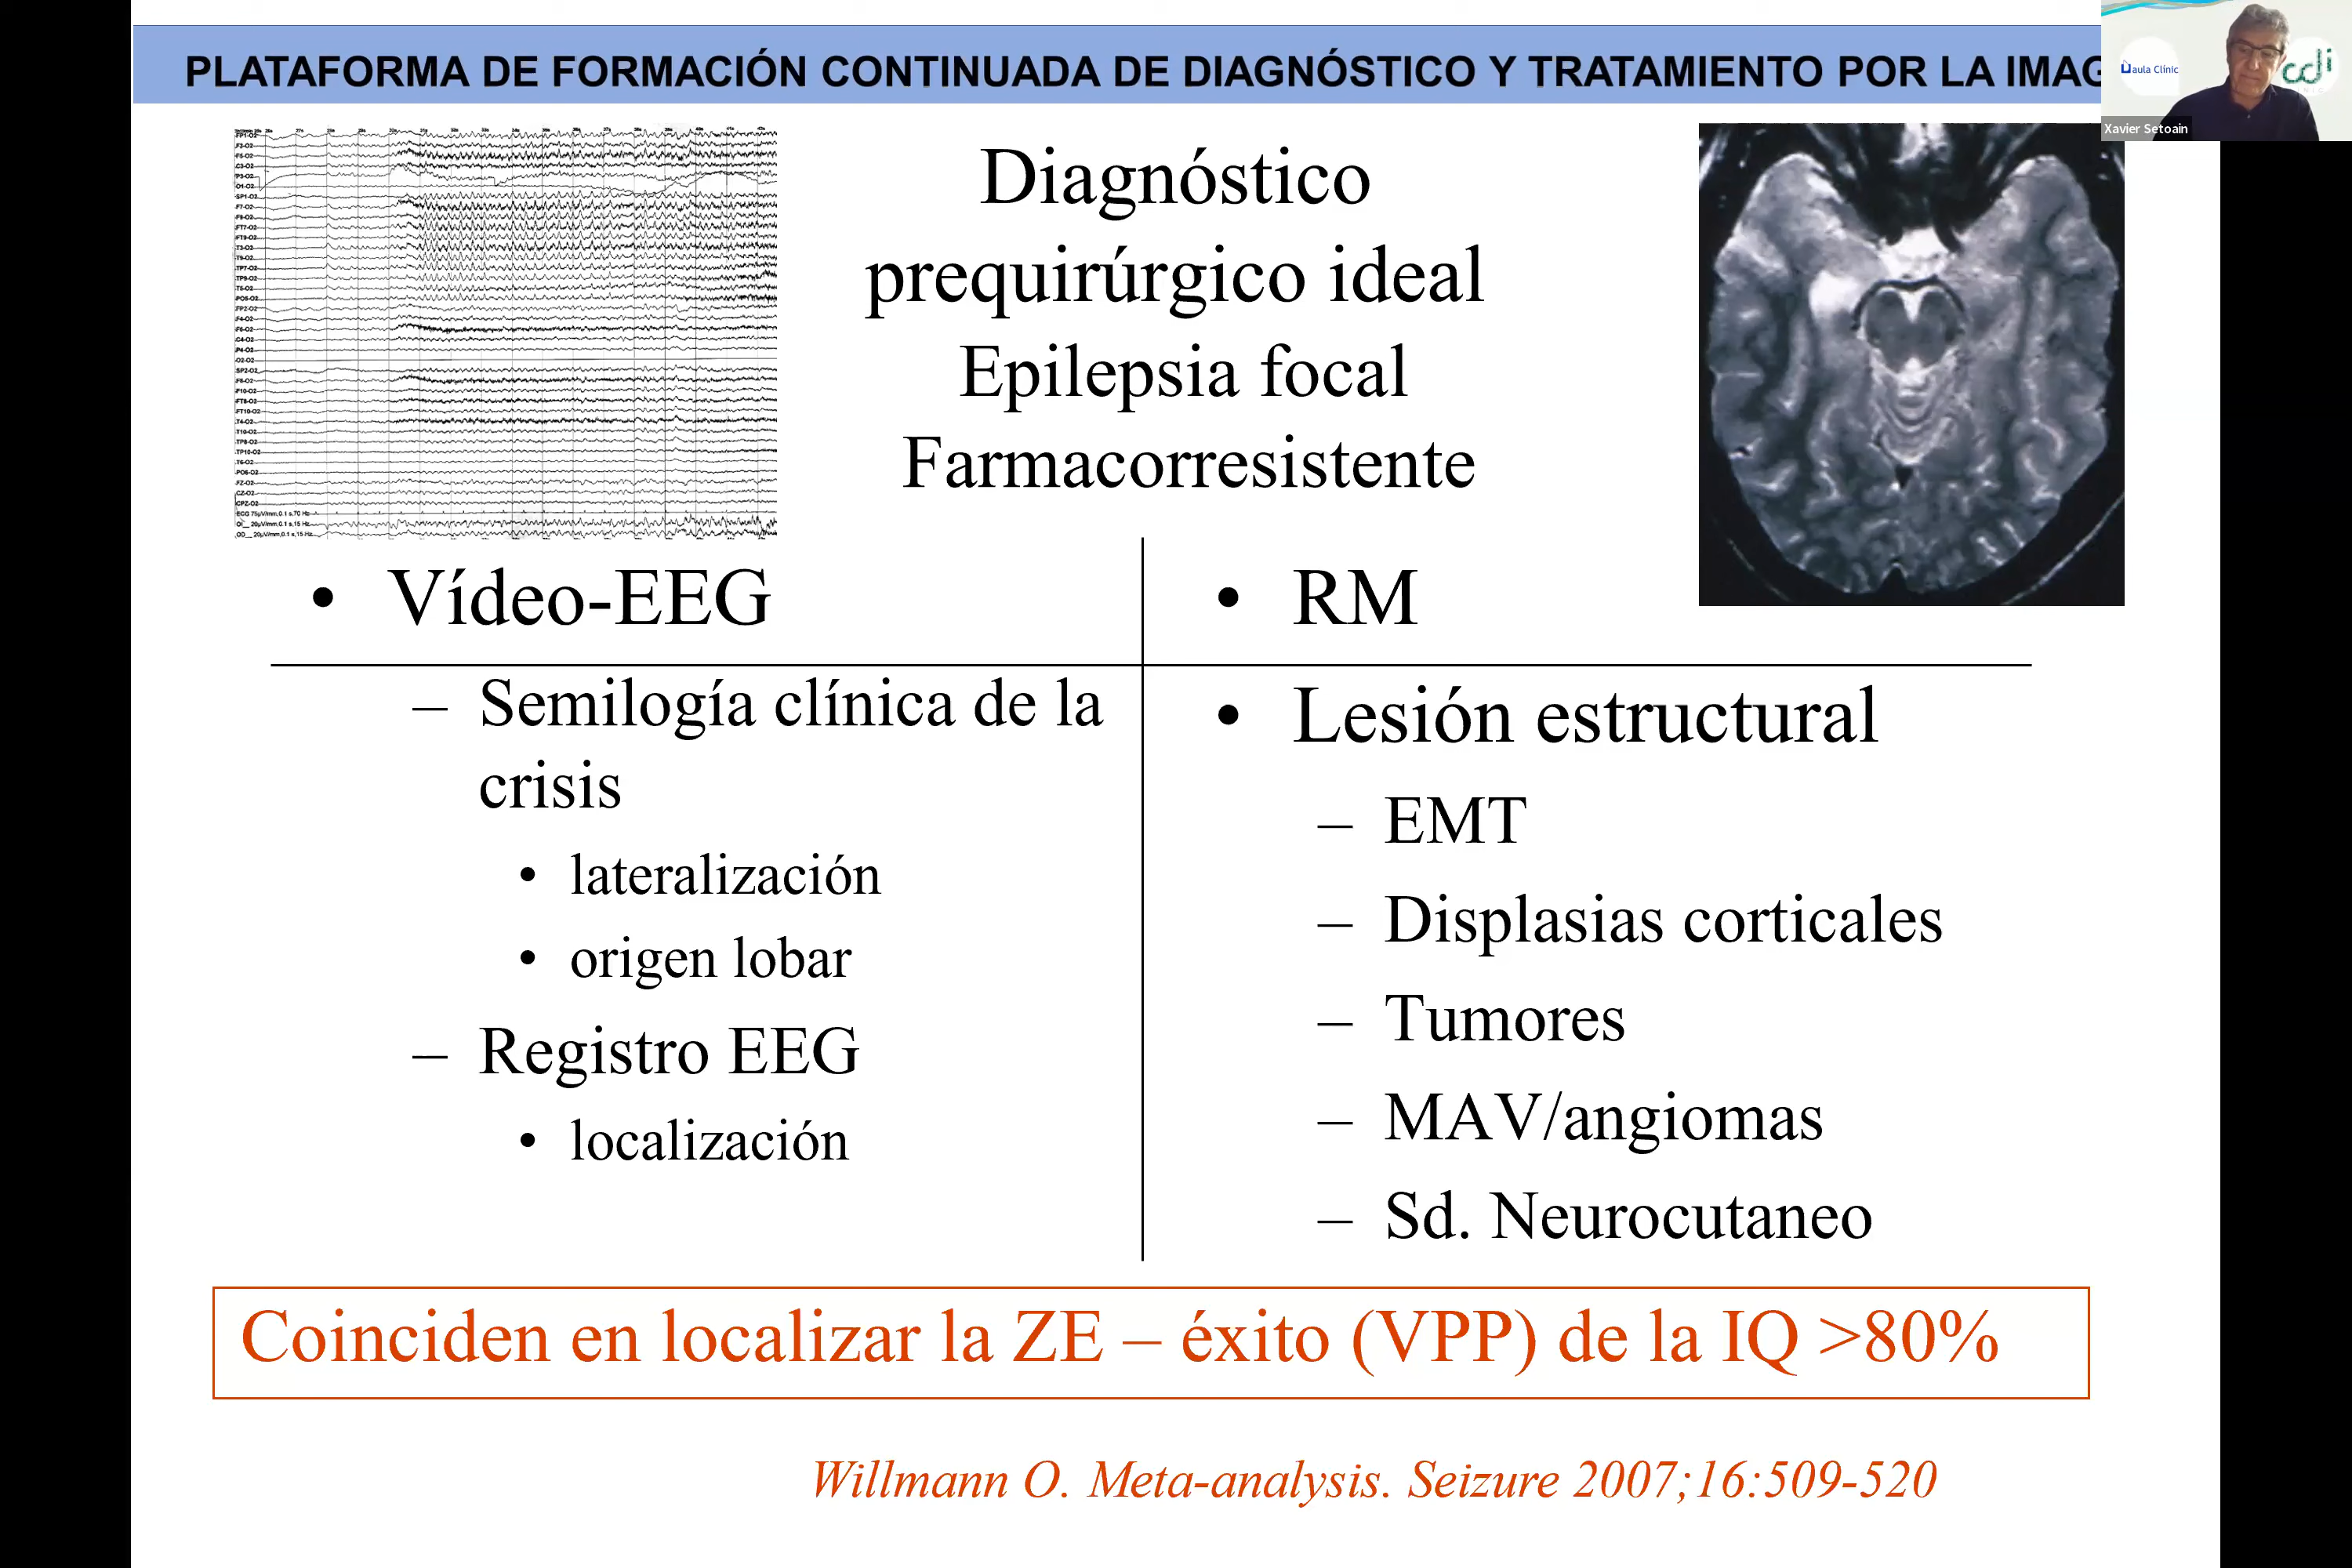 PLATAFORMA DE FORMACIÓN CONTINUADA DE DIAGNÓSTICO Y TRATAMIENTO POR LA IMAG
aula Clínic
Xavier Setoain
Diagnóstico
prequirúrgico ideal
Epilepsia focal
Farmacorresistente
• Vídeo-EEG
– Semilogía clínica de la
crisis
• lateralización
• origen lobar
– Registro EEG
• localización
• RM
• Lesión estructural
– EMT
– Displasias corticales
– Tumores
– MAV/angiomas
– Sd. Neurocutaneo
Coinciden en localizar la ZE – éxito (VPP) de la IQ >80%
Willmann O. Meta-analysis. Seizure 2007;16:509-520